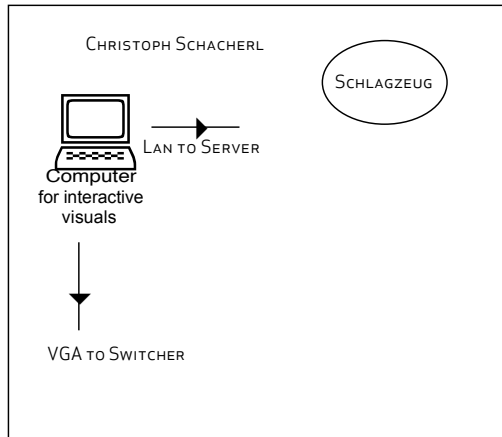 Christoph Schacherl
Schlagzeug
Lan to Server
Computer
for interactive
visuals
VGA to Switcher